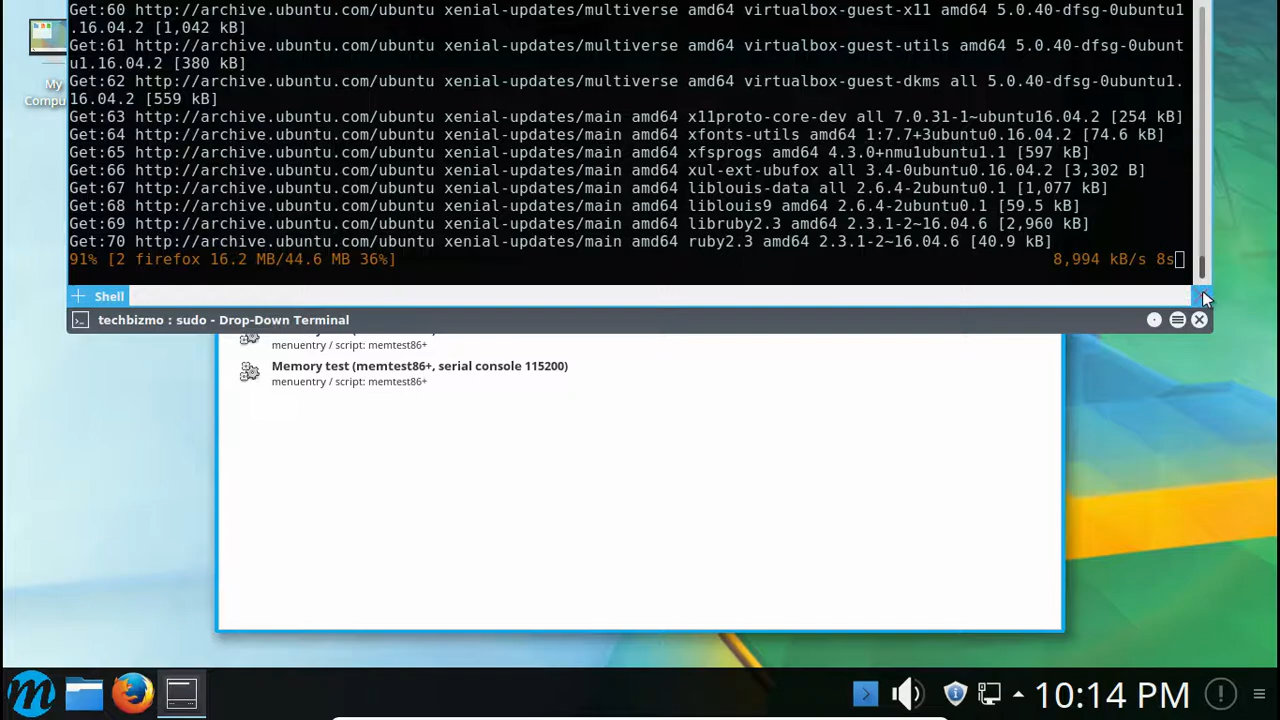 Get:60 http://archive.ubuntu.com/ubuntu xenial-updates/multiverse amd64 virtualbox-guest-x11 amd64 5.0.40-dfsg-0ubuntu1
.16.04.2 [1,042 kB]
Get:61 http://archive.ubuntu.com/ubuntu xenial-updates/multiverse amd64 virtualbox-guest-utils amd64 5.0.40-dfsg-0ubunt
u1.16.04.2 [380 kB]
Get:62 http://archive.ubuntu.com/ubuntu xenial-updates/multiverse amd64 virtualbox-guest-dkms all 5.0.40-dfsg-0ubuntu1.
16.04.2 [559 kB]
Get:63 http://archive.ubuntu.com/ubuntu xenial-updates/main amd64 x11proto-core-dev all 7.0.31-1~ubuntu16.04.2 [254 kB]
Get:64 http://archive.ubuntu.com/ubuntu xenial-updates/main amd64 xfonts-utils amd64 1:7.7+3ubuntu0.16.04.2 [74.6 kB]
Get:65 http://archive.ubuntu.com/ubuntu xenial-updates/main amd64 xfsprogs amd64 4.3.0+nmu1ubuntu1.1 [597 kB]
Get:66 http://archive.ubuntu.com/ubuntu xenial-updates/main amd64 xul-ext-ubufox all 3.4-0ubuntu0.16.04.2 [3,302 B]
Get:67 http://archive.ubuntu.com/ubuntu xenial-updates/main amd64 liblouis-data all 2.6.4-2ubuntu0.1 [1,077 kB]
Get:68 http://archive.ubuntu.com/ubuntu xenial-updates/main amd64 liblouis9 amd64 2.6.4-2ubuntu0.1 [59.5 kB]
Get:69 http://archive.ubuntu.com/ubuntu xenial-updates/main amd64 libruby2.3 amd64 2.3.1-2~16.04.6 [2,960 kB]
Get:70 http://archive.ubuntu.com/ubuntu xenial-updates/main amd64 ruby2.3 amd64 2.3.1-2~16.04.6 [40.9 kB]
91% [2 firefox 16.2 MB/44.6 MB 36%] 8,994 kB/s 8s
My
Compu
Shell
techbizmo : sudo - Drop-Down Terminal
menuentry / script: memtest86+
Memory test (memtest86+, serial console 115200)
menuentry / script: memtest86+
10:14 PM